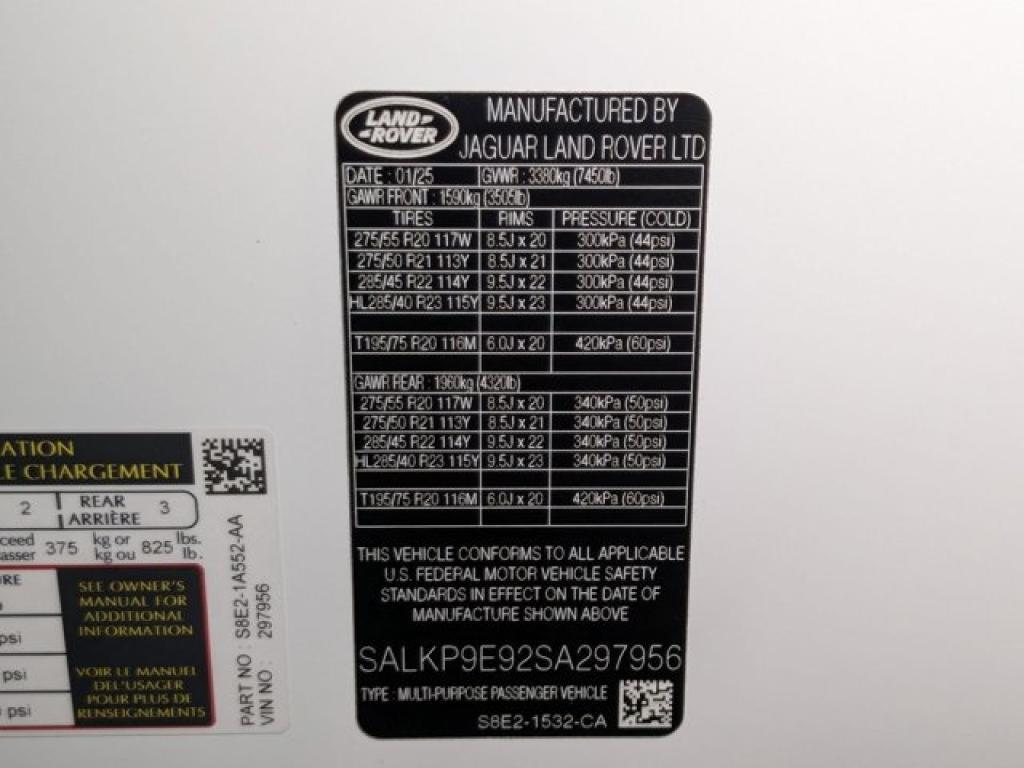 LAND
ROVER
MANUFACTURED BY
JAGUAR LAND ROVER LTD
DATE : 01/25 GVWR : 3380kg (7450lb)
GAWR FRONT : 1590kg (3505lb)
TIRES RIMS PRESSURE (COLD)
275/55 R20 117W 8.5J x 20 300kPa (44psi)
275/50 R21 113Y 8.5J x 21 300kPa (44psi)
285/45 R22 114Y 9.5J x 22 300kPa (44psi)
HL285/40 R23 115Y 9.5J x 23 300kPa (44psi)
T195/75 R20 116M 6.0J x 20 420kPa (60psi)
GAWR REAR : 1960kg (4320lb)
275/55 R20 117W 8.5J x 20 340kPa (50psi)
275/50 R21 113Y 8.5J x 21 340kPa (50psi)
285/45 R22 114Y 9.5J x 22 340kPa (50psi)
HL285/40 R23 115Y 9.5J x 23 340kPa (50psi)
T195/75 R20 116M 6.0J x 20 420kPa (60psi)
THIS VEHICLE CONFORMS TO ALL APPLICABLE
U.S. FEDERAL MOTOR VEHICLE SAFETY
STANDARDS IN EFFECT ON THE DATE OF
MANUFACTURE SHOWN ABOVE
SALKP9E92SA297956
TYPE : MULTI-PURPOSE PASSENGER VEHICLE
S8E2-1532-CA
ATION
LE CHARGEMENT
2 REAR 3
ARRIÈRE
ceed 375 kg or 825 lbs.
asser kg ou lb.
URE
psi
psi
psi
SEE OWNER'S
MANUAL FOR
ADDITIONAL
INFORMATION
VOIR LE MANUEL
DEL'USAGER
POUR PLUS DE
RENSEIGNEMENTS
PART NO : S8E2-1A552-AA
VIN NO : 297956